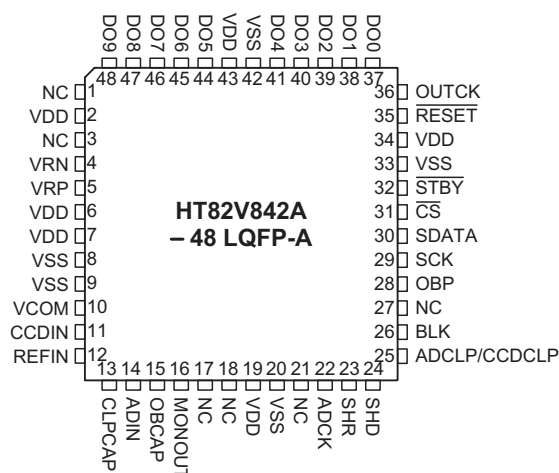 DO9 DO8 DO7 DO6 DO5 VDD VSS DO4 DO3 DO2 DO1 DO0
48 47 46 45 44 43 42 41 40 39 38 37
NC 1
VDD 2
NC 3
VRN 4
VRP 5
VDD 6
VDD 7
VSS 8
VSS 9
VCOM 10
CCDIN 11
REFIN 12
HT82V842A
– 48 LQFP-A
36 OUTCK
35 RESET
34 VDD
33 VSS
32 STBY
31 CS
30 SDATA
29 SCK
28 OBP
27 NC
26 BLK
25 ADCLP/CCDCLP
13 14 15 16 17 18 19 20 21 22 23 24
CLPCAP ADIN OBCAP MONOUT NC NC VDD VSS NC ADCK SHR SHD